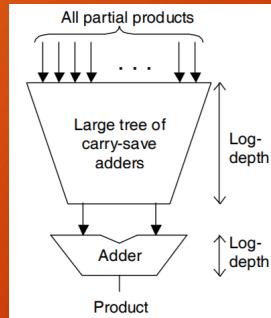 All partial products
. . .
Large tree of
carry-save
adders
Log-
depth
Adder
Log-
depth
Product